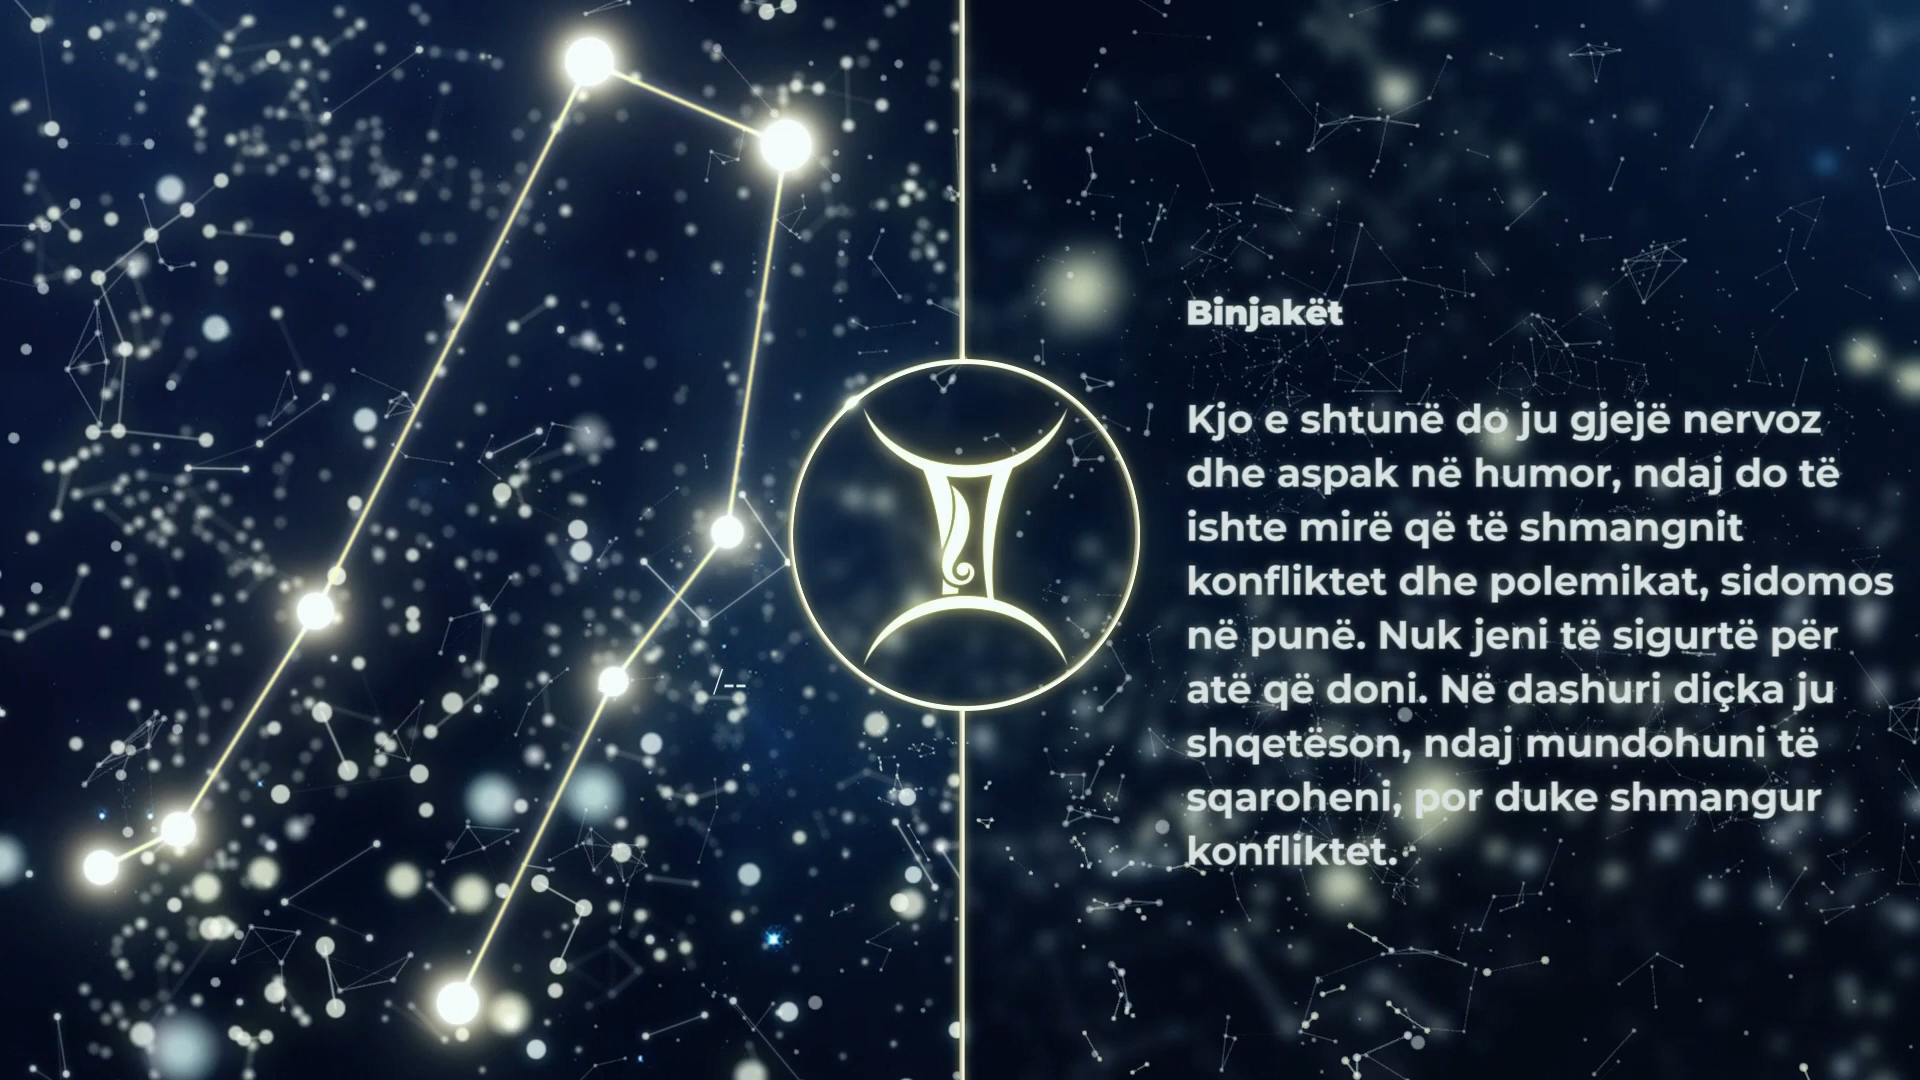 Binjakët
Kjo e shtunë do ju gjejë nervoz
dhe aspak në humor, ndaj do të
ishte mirë që të shmangnit
konfliktet dhe polemikat, sidomos
në punë. Nuk jeni të sigurtë për
atë që doni. Në dashuri diçka ju
shqetëson, ndaj mundohuni të
sqaroheni, por duke shmangur
konfliktet.
/--